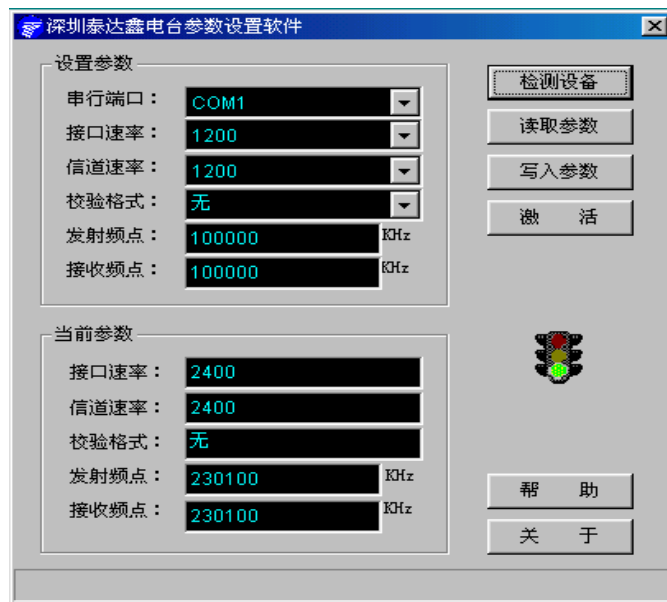 深圳泰达鑫电台参数设置软件
设置参数
串行端口： COM1
接口速率： 1200
信道速率： 1200
校验格式： 无
发射频点： 100000 KHz
接收频点： 100000 KHz
检测设备
读取参数
写入参数
激 活
当前参数
接口速率： 2400
信道速率： 2400
校验格式： 无
发射频点： 230100 KHz
接收频点： 230100 KHz
帮 助
关 于